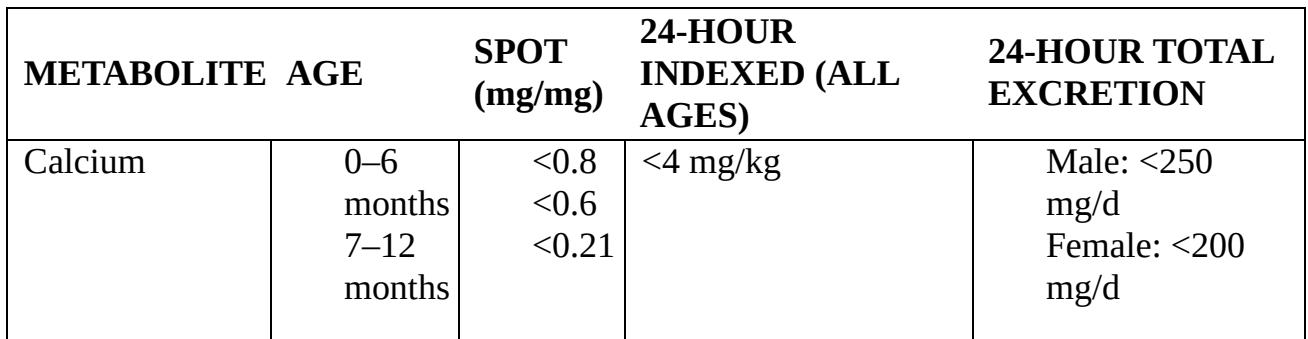 METABOLITE AGE SPOT (mg/mg) 24-HOUR INDEXED (ALL AGES) 24-HOUR TOTAL EXCRETION
Calcium
0–6
months
7–12
months
<0.8
<0.6
<0.21
<4 mg/kg
Male: <250
mg/d
Female: <200
mg/d